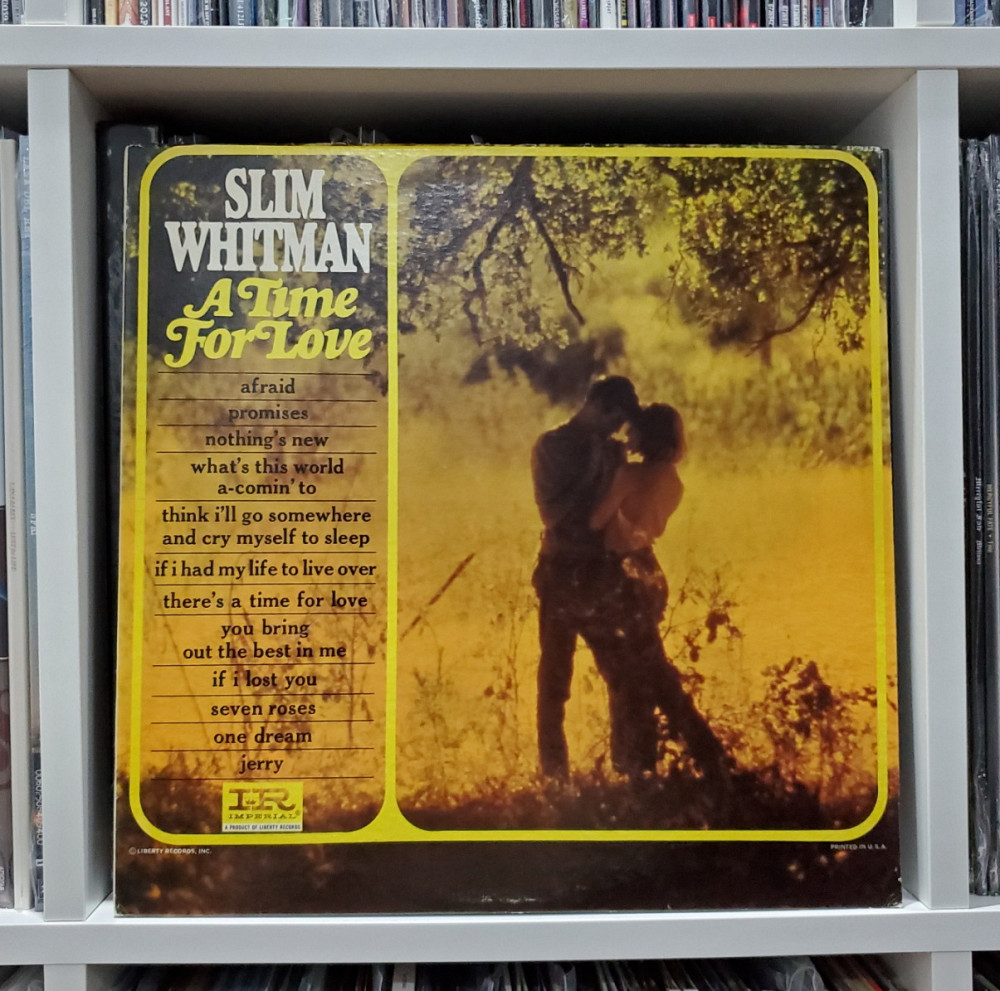 SLIM
WHITMAN
A Time
For Love
afraid
promises
nothing's new
what's this world
a-comin' to
think i'll go somewhere
and cry myself to sleep
if i had my life to live over
there's a time for love
you bring
out the best in me
if i lost you
seven roses
one dream
jerry
IR
IMPERIAL®
A PRODUCT OF LIBERTY RECORDS
© LIBERTY RECORDS, INC.
PRINTED IN U.S.A.